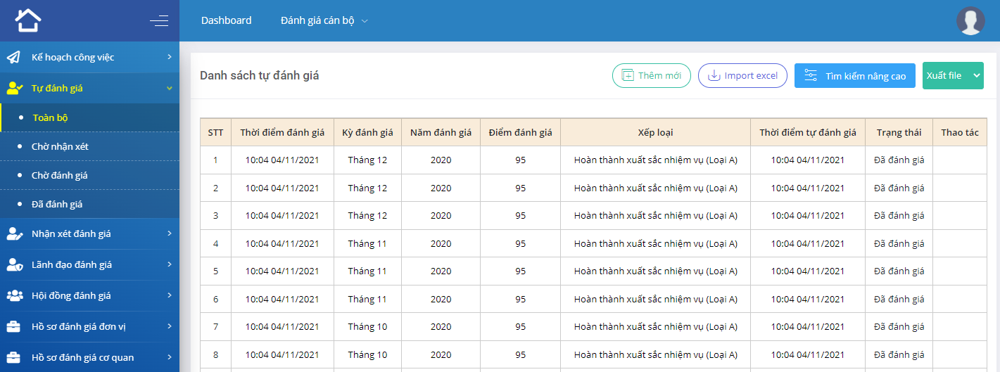 Dashboard
Đánh giá cán bộ
Kế hoạch công việc
Tự đánh giá
Toàn bộ
Chờ nhận xét
Chờ đánh giá
Đã đánh giá
Nhận xét đánh giá
Lãnh đạo đánh giá
Hội đồng đánh giá
Hồ sơ đánh giá đơn vị
Hồ sơ đánh giá cơ quan
Danh sách tự đánh giá
Thêm mới
Import excel
Tìm kiếm nâng cao
Xuất file
STT Thời điểm đánh giá Kỳ đánh giá Năm đánh giá Điểm đánh giá Xếp loại Thời điểm tự đánh giá Trạng thái Thao tác
1 10:04 04/11/2021 Tháng 12 2020 95 Hoàn thành xuất sắc nhiệm vụ (Loại A) 10:04 04/11/2021 Đã đánh giá
2 10:04 04/11/2021 Tháng 12 2020 95 Hoàn thành xuất sắc nhiệm vụ (Loại A) 10:04 04/11/2021 Đã đánh giá
3 10:04 04/11/2021 Tháng 12 2020 95 Hoàn thành xuất sắc nhiệm vụ (Loại A) 10:04 04/11/2021 Đã đánh giá
4 10:04 04/11/2021 Tháng 11 2020 95 Hoàn thành xuất sắc nhiệm vụ (Loại A) 10:04 04/11/2021 Đã đánh giá
5 10:04 04/11/2021 Tháng 11 2020 95 Hoàn thành xuất sắc nhiệm vụ (Loại A) 10:04 04/11/2021 Đã đánh giá
6 10:04 04/11/2021 Tháng 11 2020 95 Hoàn thành xuất sắc nhiệm vụ (Loại A) 10:04 04/11/2021 Đã đánh giá
7 10:04 04/11/2021 Tháng 10 2020 95 Hoàn thành xuất sắc nhiệm vụ (Loại A) 10:04 04/11/2021 Đã đánh giá
8 10:04 04/11/2021 Tháng 10 2020 95 Hoàn thành xuất sắc nhiệm vụ (Loại A) 10:04 04/11/2021 Đã đánh giá